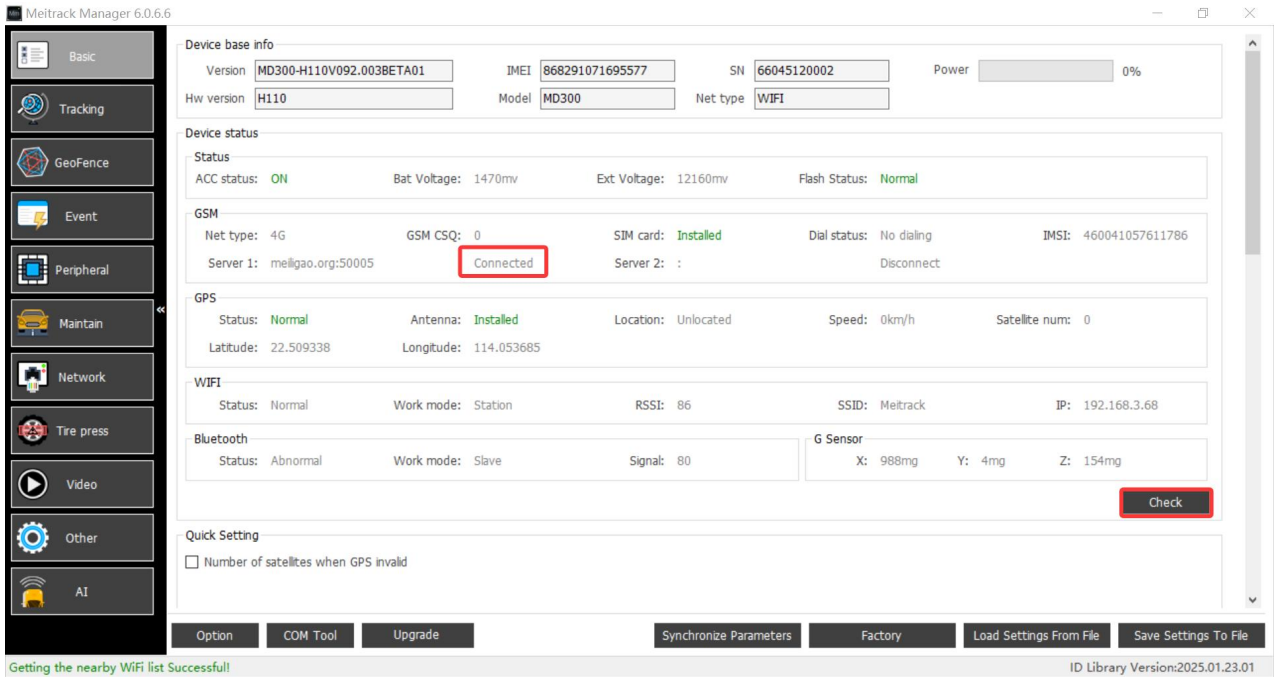 Meitrack Manager 6.0.6.6
Basic
Tracking
GeoFence
Event
Peripheral
Maintain
Network
Tire press
Video
Other
AI
«
Device base info
Version MD300-H110V092.003BETA01 IMEI 868291071695577 SN 66045120002 Power 0%
Hw version H110 Model MD300 Net type WIFI
Device status
Status
ACC status: ON Bat Voltage: 1470mv Ext Voltage: 12160mv Flash Status: Normal
GSM
Net type: 4G GSM CSQ: 0 SIM card: Installed Dial status: No dialing IMSI: 460041057611786
Server 1: meiligao.org:50005 Connected Server 2: : Disconnect
GPS
Status: Normal Antenna: Installed Location: Unlocated Speed: 0km/h Satellite num: 0
Latitude: 22.509338 Longitude: 114.053685
WIFI
Status: Normal Work mode: Station RSSI: 86 SSID: Meitrack IP: 192.168.3.68
Bluetooth
Status: Abnormal Work mode: Slave Signal: 80
G Sensor
X: 988mg Y: 4mg Z: 154mg
Check
Quick Setting
Number of satellites when GPS invalid
Option COM Tool Upgrade Synchronize Parameters Factory Load Settings From File Save Settings To File
Getting the nearby WiFi list Successful! ID Library Version:2025.01.23.01